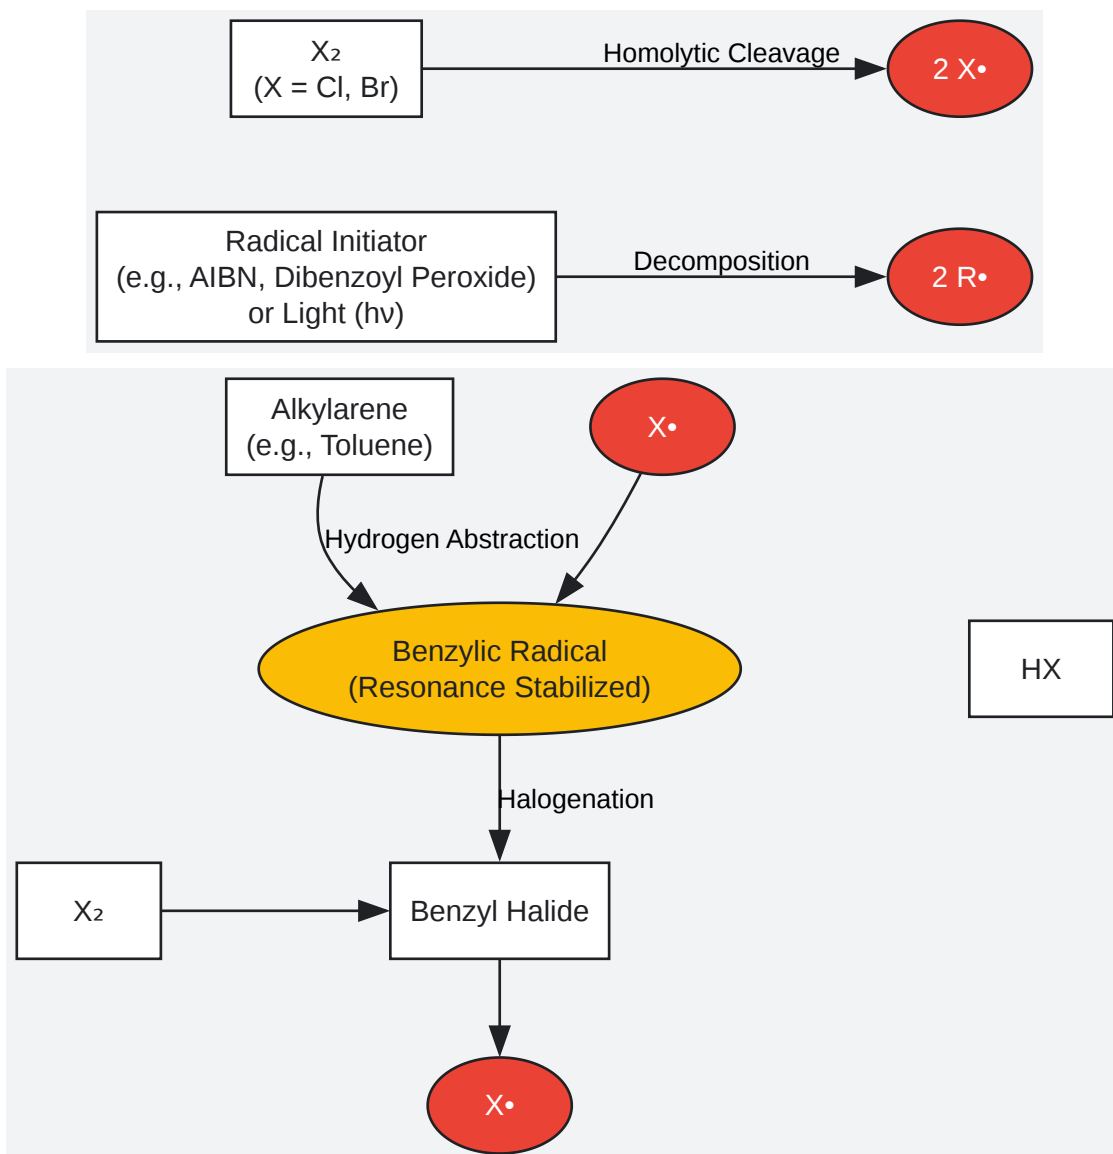 X₂
(X = Cl, Br)
Homolytic Cleavage
2 X•
Radical Initiator
(e.g., AIBN, Dibenzoyl Peroxide)
or Light (hν)
Decomposition
2 R•
Alkylarene
(e.g., Toluene)
X•
Hydrogen Abstraction
Benzylic Radical
(Resonance Stabilized)
HX
Halogenation
X₂
Benzyl Halide
X•